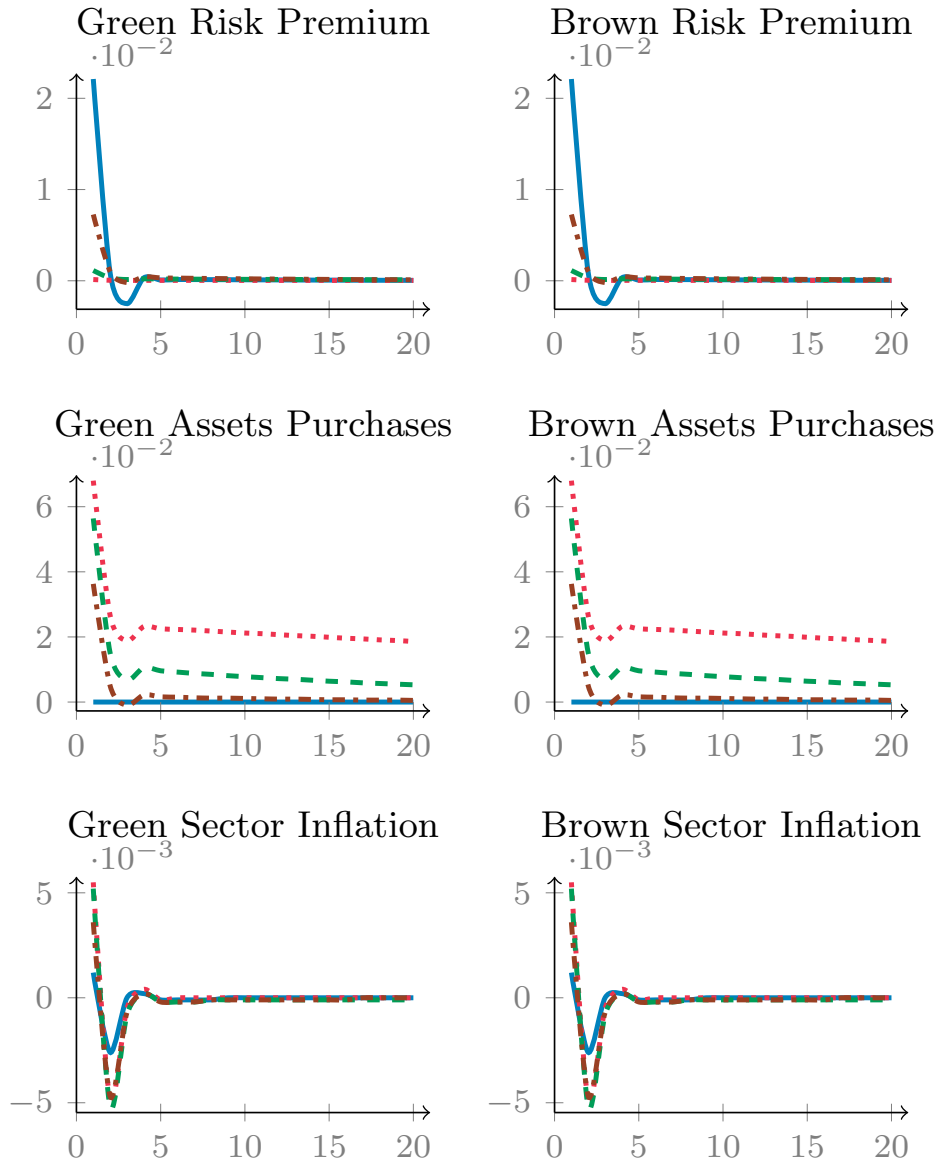 Green Risk Premium
·10⁻²
2
1
0
0 5 10 15 20
Brown Risk Premium
·10⁻²
2
1
0
0 5 10 15 20
Green Assets Purchases
·10⁻²
6
4
2
0
0 5 10 15 20
Brown Assets Purchases
·10⁻²
6
4
2
0
0 5 10 15 20
Green Sector Inflation
·10⁻³
5
0
−5
0 5 10 15 20
Brown Sector Inflation
·10⁻³
5
0
−5
0 5 10 15 20